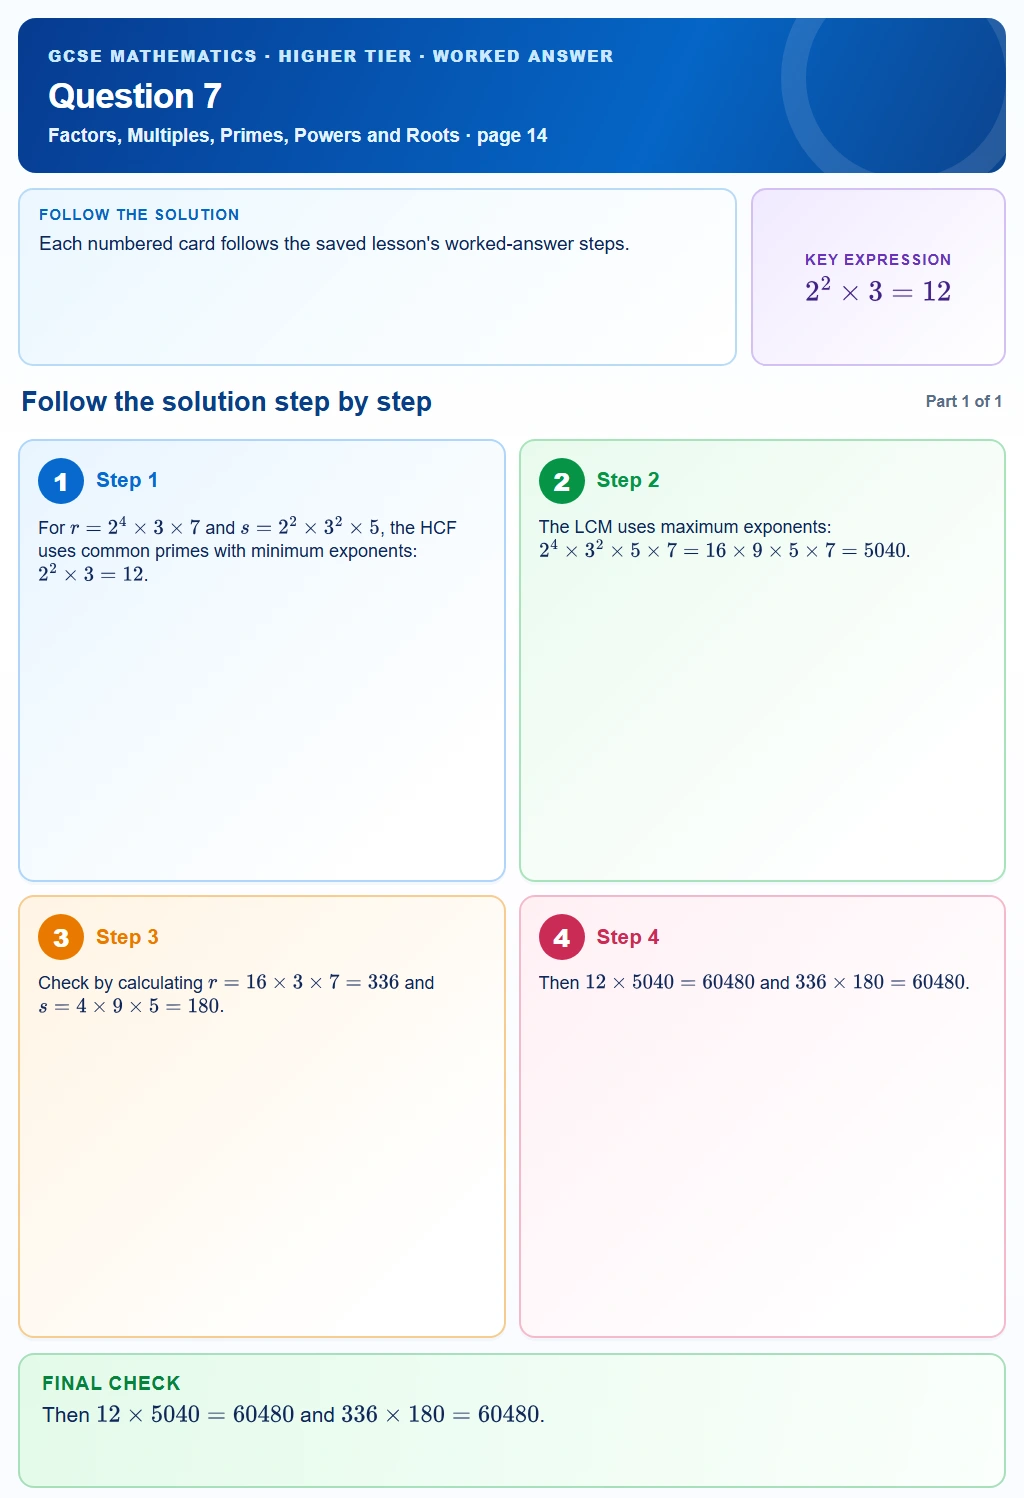 GCSE MATHEMATICS · HIGHER TIER · WORKED ANSWER
Question 7
Factors, Multiples, Primes, Powers and Roots · page 14
FOLLOW THE SOLUTION
Each numbered card follows the saved lesson's worked-answer steps.
KEY EXPRESSION
2² × 3 = 12
Follow the solution step by step
Part 1 of 1
1 Step 1
For r = 2⁴ × 3 × 7 and s = 2² × 3² × 5, the HCF
uses common primes with minimum exponents:
2² × 3 = 12.
2 Step 2
The LCM uses maximum exponents:
2⁴ × 3² × 5 × 7 = 16 × 9 × 5 × 7 = 5040.
3 Step 3
Check by calculating r = 16 × 3 × 7 = 336 and
s = 4 × 9 × 5 = 180.
4 Step 4
Then 12 × 5040 = 60480 and 336 × 180 = 60480.
FINAL CHECK
Then 12 × 5040 = 60480 and 336 × 180 = 60480.